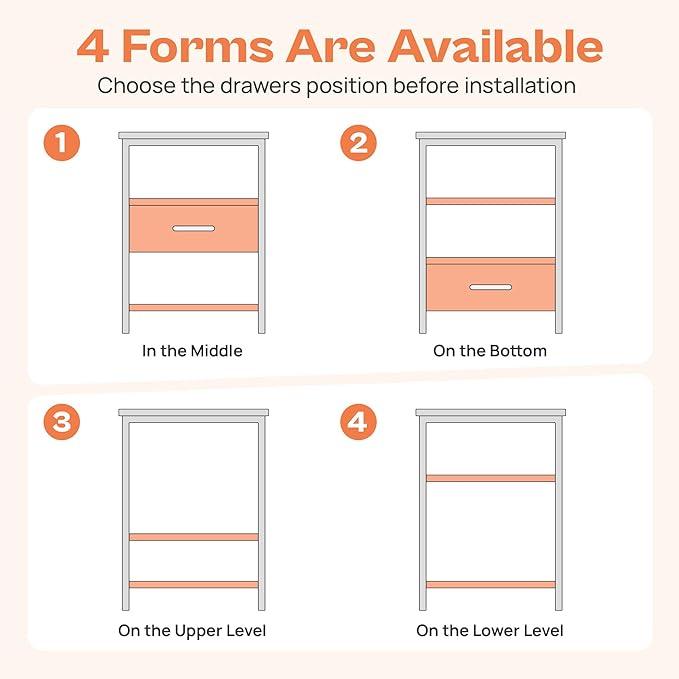 4 Forms Are Available
Choose the drawers position before installation
1
2
In the Middle
On the Bottom
3
4
On the Upper Level
On the Lower Level